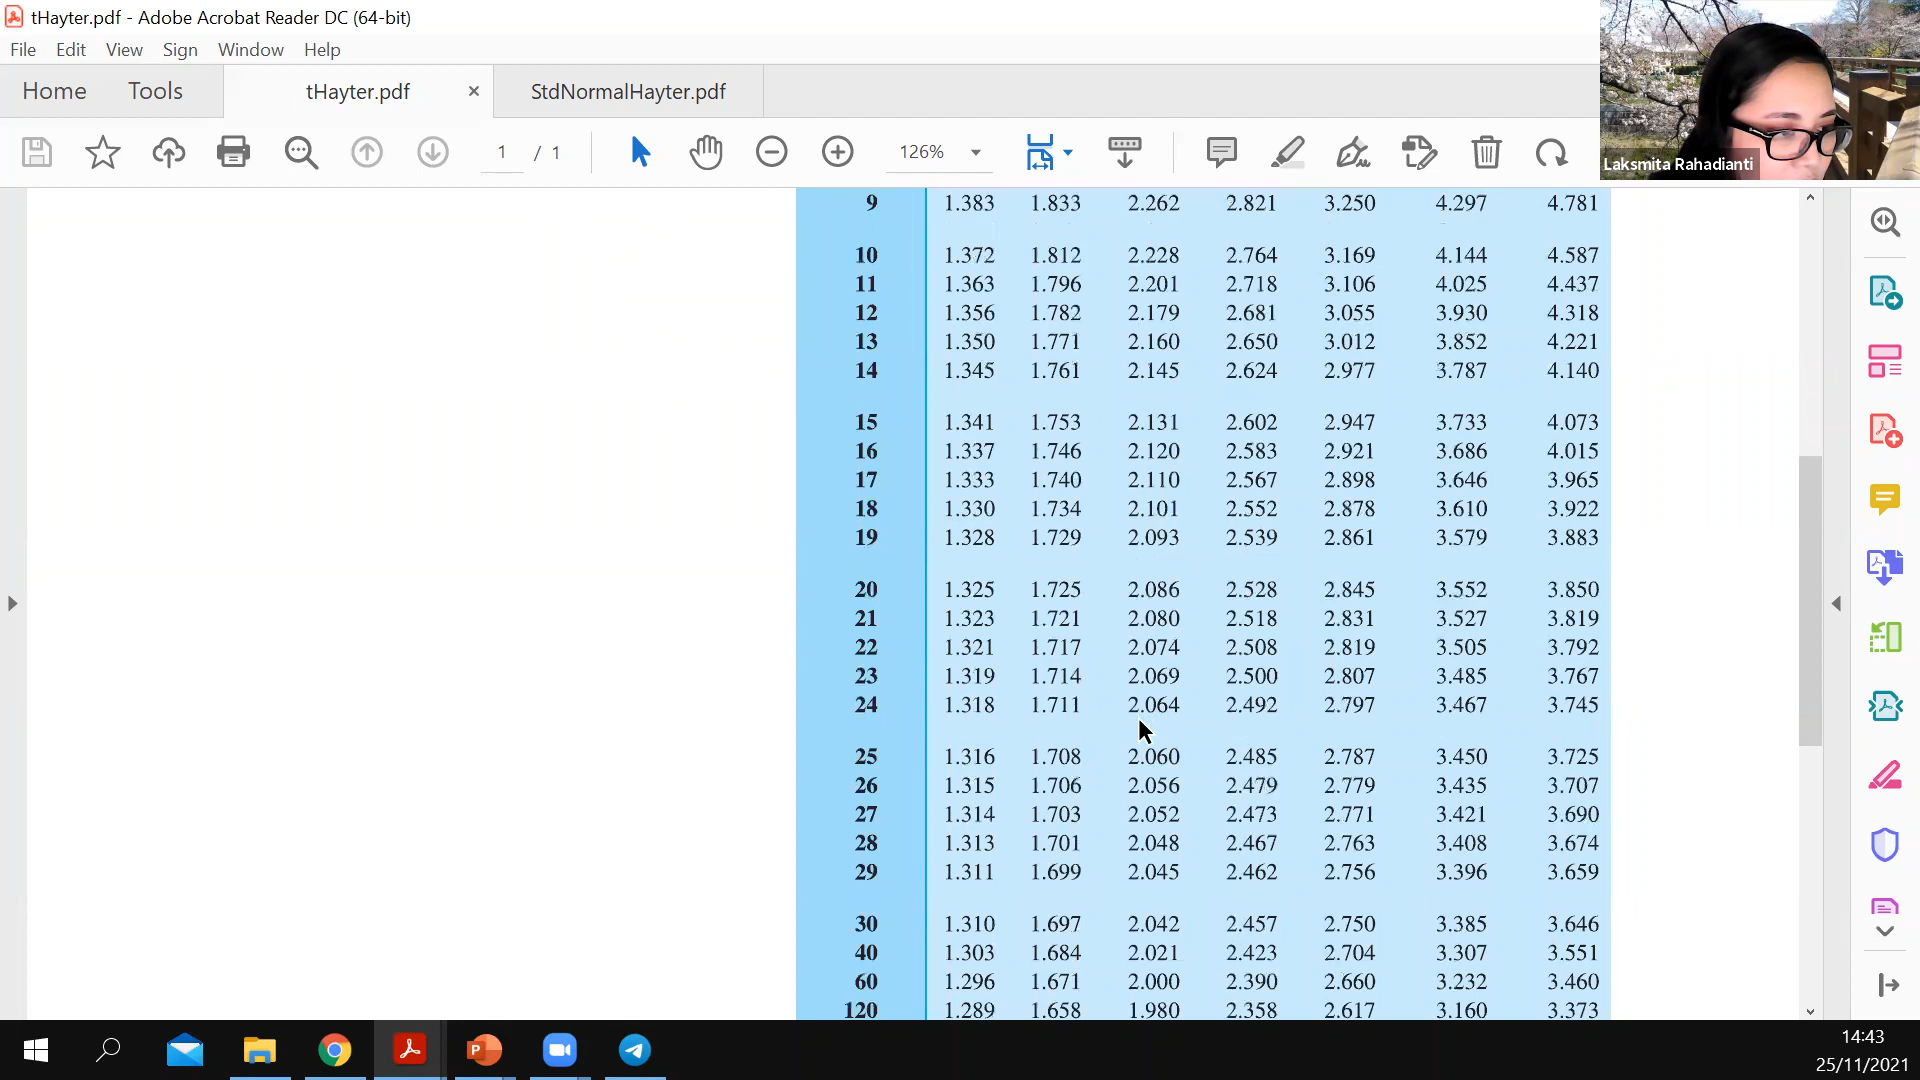 tHayter.pdf - Adobe Acrobat Reader DC (64-bit)
File Edit View Sign Window Help
Home Tools tHayter.pdf × StdNormalHayter.pdf
1 / 1 126%
Laksmita Rahadianti
9 1.383 1.833 2.262 2.821 3.250 4.297 4.781
10 1.372 1.812 2.228 2.764 3.169 4.144 4.587
11 1.363 1.796 2.201 2.718 3.106 4.025 4.437
12 1.356 1.782 2.179 2.681 3.055 3.930 4.318
13 1.350 1.771 2.160 2.650 3.012 3.852 4.221
14 1.345 1.761 2.145 2.624 2.977 3.787 4.140
15 1.341 1.753 2.131 2.602 2.947 3.733 4.073
16 1.337 1.746 2.120 2.583 2.921 3.686 4.015
17 1.333 1.740 2.110 2.567 2.898 3.646 3.965
18 1.330 1.734 2.101 2.552 2.878 3.610 3.922
19 1.328 1.729 2.093 2.539 2.861 3.579 3.883
20 1.325 1.725 2.086 2.528 2.845 3.552 3.850
21 1.323 1.721 2.080 2.518 2.831 3.527 3.819
22 1.321 1.717 2.074 2.508 2.819 3.505 3.792
23 1.319 1.714 2.069 2.500 2.807 3.485 3.767
24 1.318 1.711 2.064 2.492 2.797 3.467 3.745
25 1.316 1.708 2.060 2.485 2.787 3.450 3.725
26 1.315 1.706 2.056 2.479 2.779 3.435 3.707
27 1.314 1.703 2.052 2.473 2.771 3.421 3.690
28 1.313 1.701 2.048 2.467 2.763 3.408 3.674
29 1.311 1.699 2.045 2.462 2.756 3.396 3.659
30 1.310 1.697 2.042 2.457 2.750 3.385 3.646
40 1.303 1.684 2.021 2.423 2.704 3.307 3.551
60 1.296 1.671 2.000 2.390 2.660 3.232 3.460
120 1.289 1.658 1.980 2.358 2.617 3.160 3.373
14:43
25/11/2021